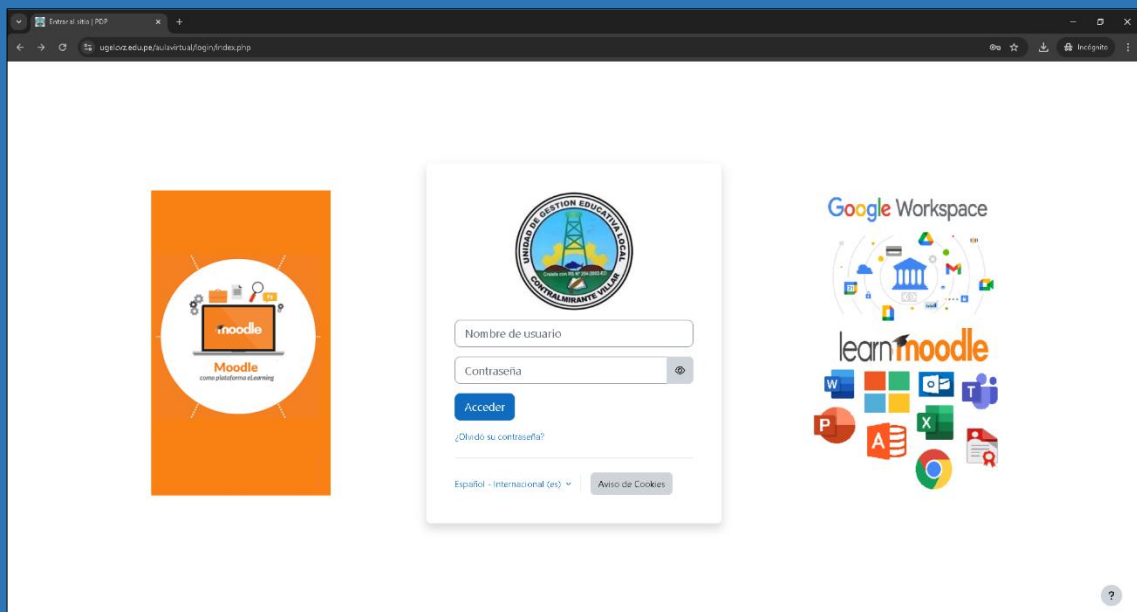 Entrar al sitio | PDP
ugelcvz.edu.pe/aulavirtual/login/index.php
Incógnito
moodle
Moodle
como plataforma eLearning
UNIDAD DE GESTION EDUCATIVA LOCAL
CONTRALMIRANTE VILLAR
Nombre de usuario
Contraseña
Acceder
¿Olvidó su contraseña?
Español - Internacional (es)
Aviso de Cookies
Google Workspace
learn moodle
?